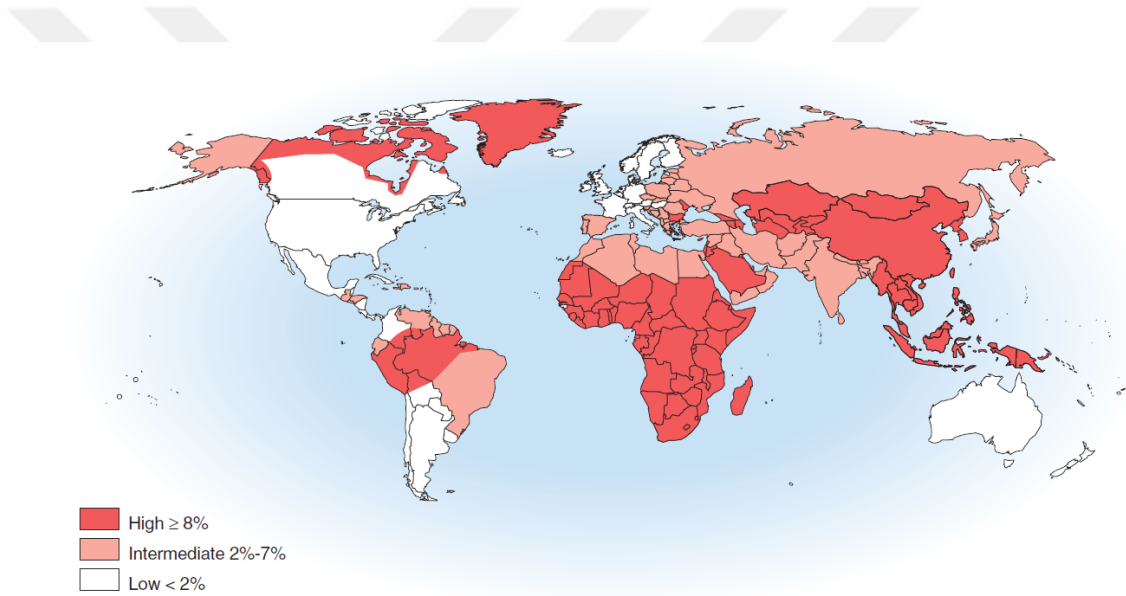 High ≥ 8%
Intermediate 2%-7%
Low < 2%